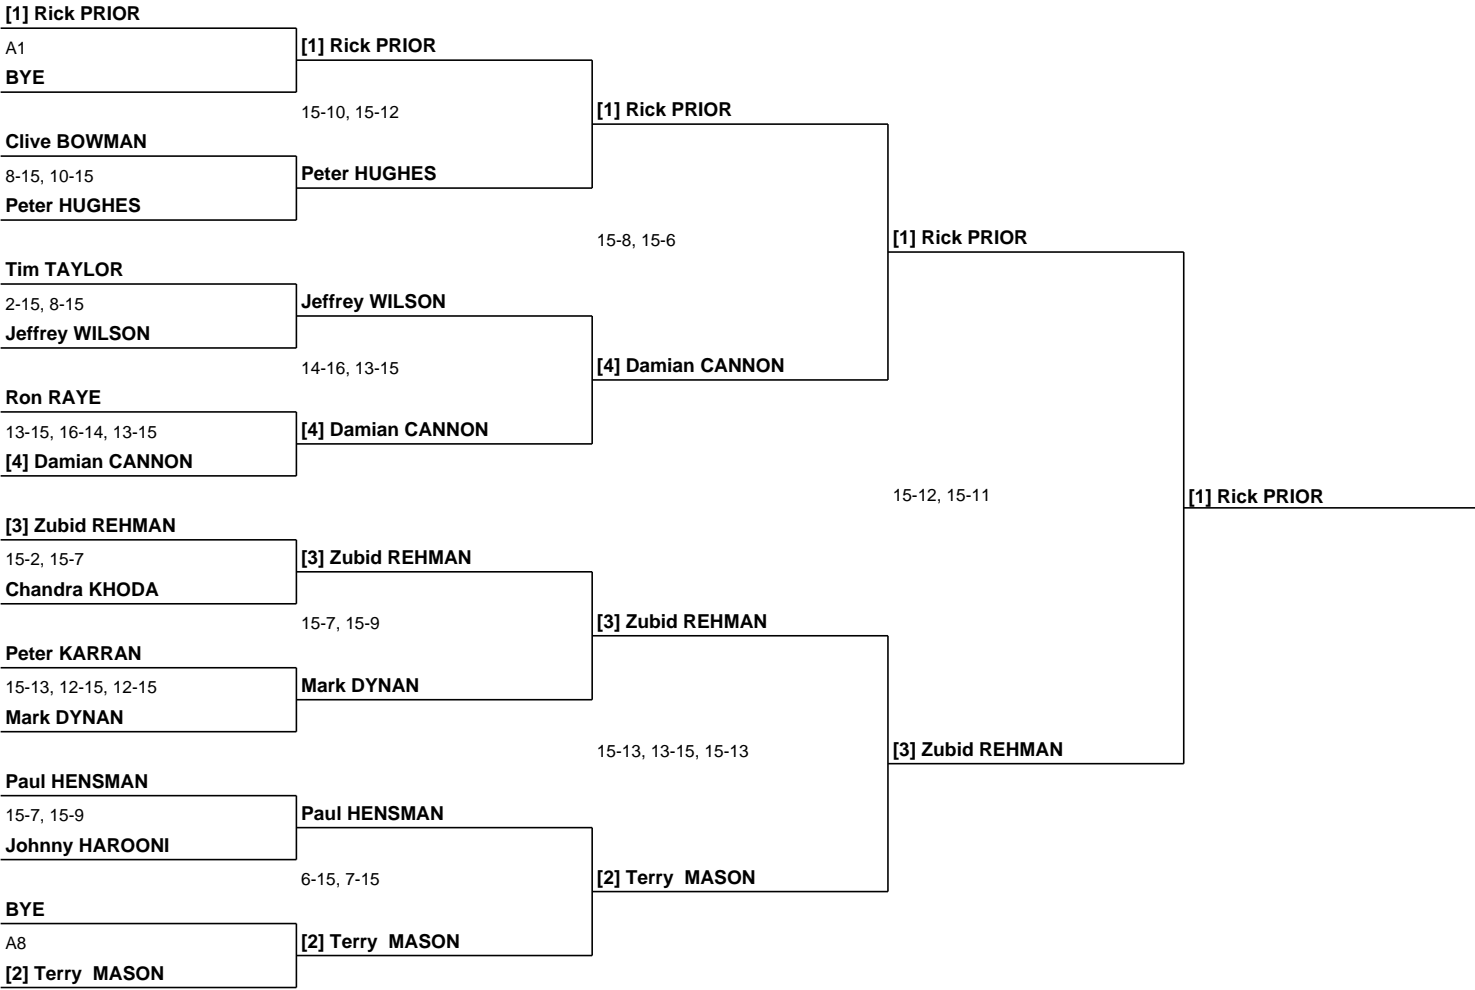 [1] Rick PRIOR
A1
BYE
Clive BOWMAN
8-15, 10-15
Peter HUGHES
Tim TAYLOR
2-15, 8-15
Jeffrey WILSON
Ron RAYE
13-15, 16-14, 13-15
[4] Damian CANNON
[3] Zubid REHMAN
15-2, 15-7
Chandra KHODA
Peter KARRAN
15-13, 12-15, 12-15
Mark DYNAN
Paul HENSMAN
15-7, 15-9
Johnny HAROONI
BYE
A8
[2] Terry  MASON
[1] Rick PRIOR
15-10, 15-12
Peter HUGHES
Jeffrey WILSON
14-16, 13-15
[4] Damian CANNON
[3] Zubid REHMAN
15-7, 15-9
Mark DYNAN
Paul HENSMAN
6-15, 7-15
[2] Terry  MASON
[1] Rick PRIOR
15-8, 15-6
[4] Damian CANNON
[3] Zubid REHMAN
15-13, 13-15, 15-13
[2] Terry  MASON
[1] Rick PRIOR
15-12, 15-11
[3] Zubid REHMAN
[1] Rick PRIOR